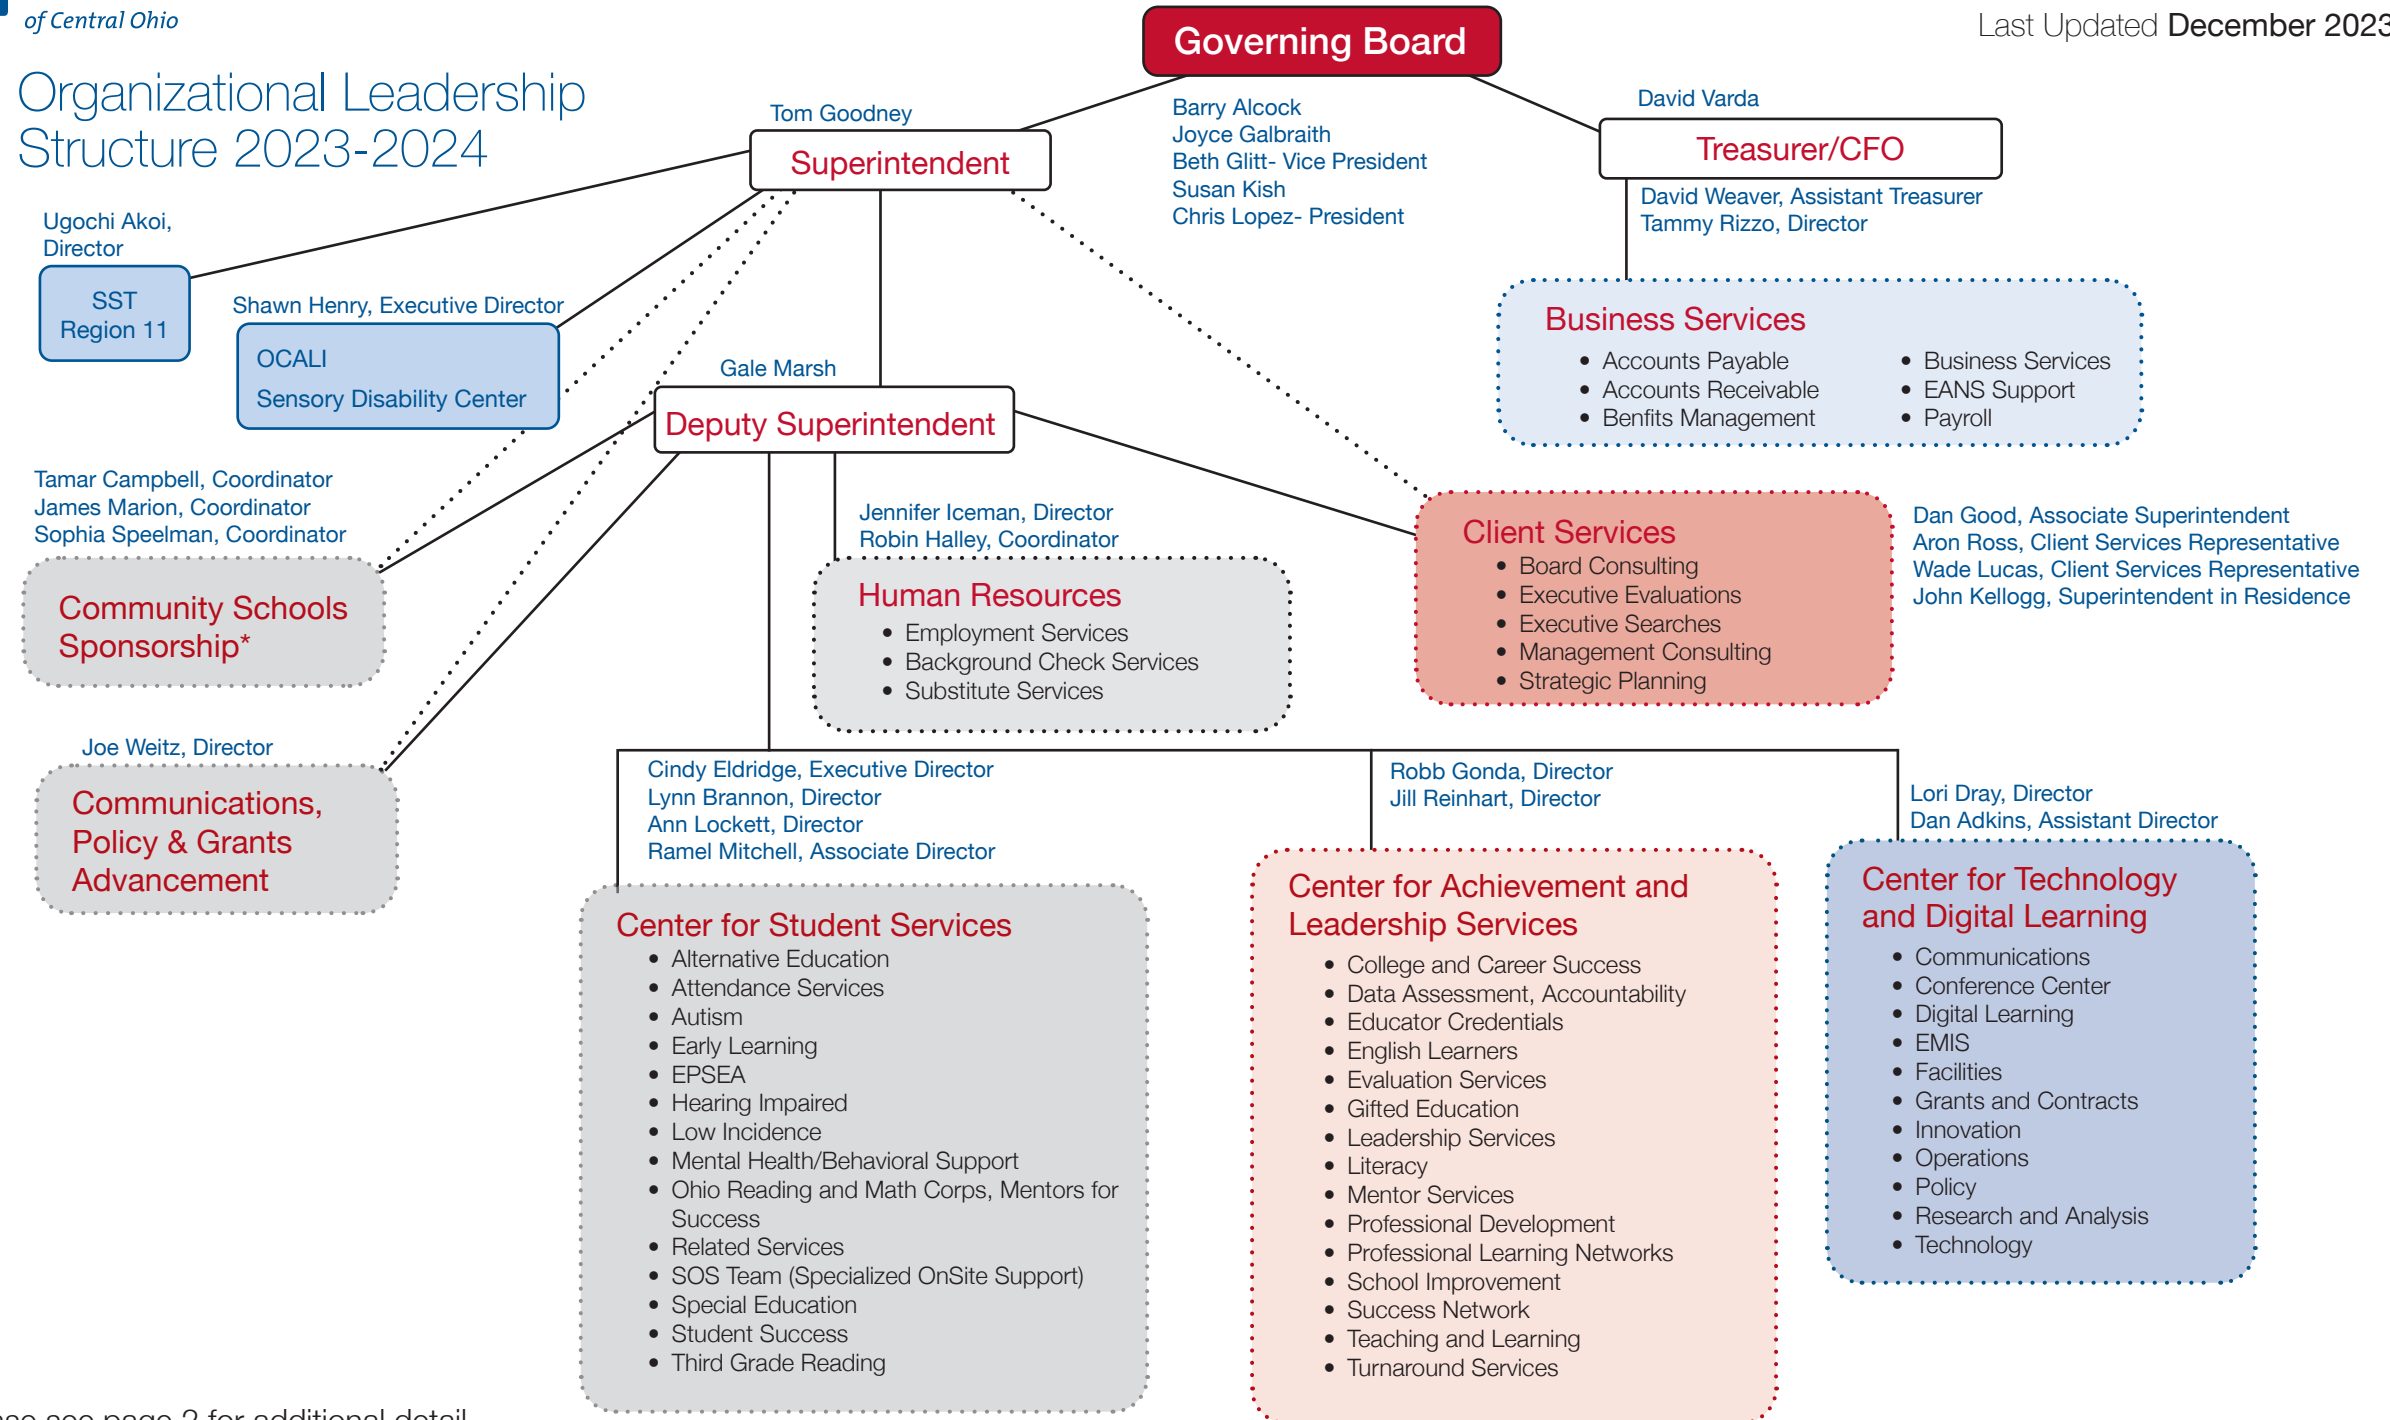 of Central Ohio
Last Updated December 2023
Organizational Leadership
Structure 2023-2024
Governing Board
Barry Alcock
Joyce Galbraith
Beth Glitt- Vice President
Susan Kish
Chris Lopez- President
Tom Goodney
Superintendent
David Varda
Treasurer/CFO
David Weaver, Assistant Treasurer
Tammy Rizzo, Director
Ugochi Akoi,
Director
SST
Region 11
Shawn Henry, Executive Director
OCALI
Sensory Disability Center
Gale Marsh
Deputy Superintendent
Business Services
• Accounts Payable
• Accounts Receivable
• Benfits Management
• Business Services
• EANS Support
• Payroll
Tamar Campbell, Coordinator
James Marion, Coordinator
Sophia Speelman, Coordinator
Community Schools
Sponsorship*
Jennifer Iceman, Director
Robin Halley, Coordinator
Human Resources
• Employment Services
• Background Check Services
• Substitute Services
Client Services
• Board Consulting
• Executive Evaluations
• Executive Searches
• Management Consulting
• Strategic Planning
Dan Good, Associate Superintendent
Aron Ross, Client Services Representative
Wade Lucas, Client Services Representative
John Kellogg, Superintendent in Residence
Joe Weitz, Director
Communications,
Policy & Grants
Advancement
Cindy Eldridge, Executive Director
Lynn Brannon, Director
Ann Lockett, Director
Ramel Mitchell, Associate Director
Center for Student Services
• Alternative Education
• Attendance Services
• Autism
• Early Learning
• EPSEA
• Hearing Impaired
• Low Incidence
• Mental Health/Behavioral Support
• Ohio Reading and Math Corps, Mentors for
Success
• Related Services
• SOS Team (Specialized OnSite Support)
• Special Education
• Student Success
• Third Grade Reading
Robb Gonda, Director
Jill Reinhart, Director
Center for Achievement and
Leadership Services
• College and Career Success
• Data Assessment, Accountability
• Educator Credentials
• English Learners
• Evaluation Services
• Gifted Education
• Leadership Services
• Literacy
• Mentor Services
• Professional Development
• Professional Learning Networks
• School Improvement
• Success Network
• Teaching and Learning
• Turnaround Services
Lori Dray, Director
Dan Adkins, Assistant Director
Center for Technology
and Digital Learning
• Communications
• Conference Center
• Digital Learning
• EMIS
• Facilities
• Grants and Contracts
• Innovation
• Operations
• Policy
• Research and Analysis
• Technology
see page 2 for additional detail